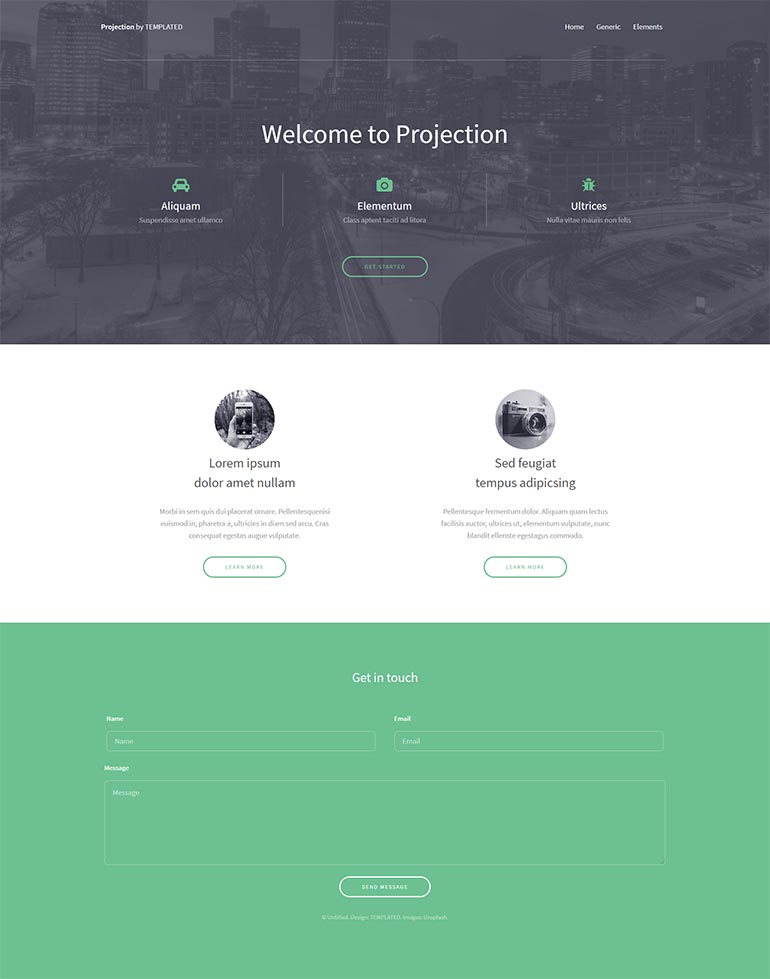 Projection by TEMPLATED
Home Generic Elements
Welcome to Projection
Aliquam
Suspendisse amet ullamco
Elementum
Class aptent taciti ad litora
Ultrices
Nulla vitae mauris non felis
GET STARTED
Lorem ipsum
dolor amet nullam
Morbi in sem quis dui placerat ornare. Pellentesquenisi
euismod in, pharetra a, ultricies in diam sed arcu. Cras
consequat egestas augue vulputate.
LEARN MORE
Sed feugiat
tempus adipicsing
Pellentesque fermentum dolor. Aliquam quam lectus
facilisis auctor, ultrices ut, elementum vulputate, nunc
blandit ellenste egestagus commodo.
LEARN MORE
Get in touch
Name
Name
Email
Email
Message
Message
SEND MESSAGE
© Untitled. Design: TEMPLATED. Images: Unsplash.